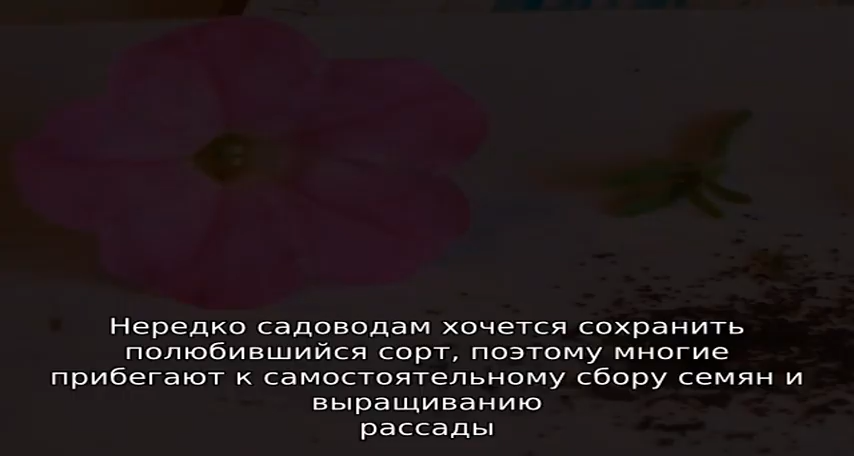 Нередко садоводам хочется сохранить
полюбившийся сорт, поэтому многие
прибегают к самостоятельному сбору семян и
выращиванию
рассады